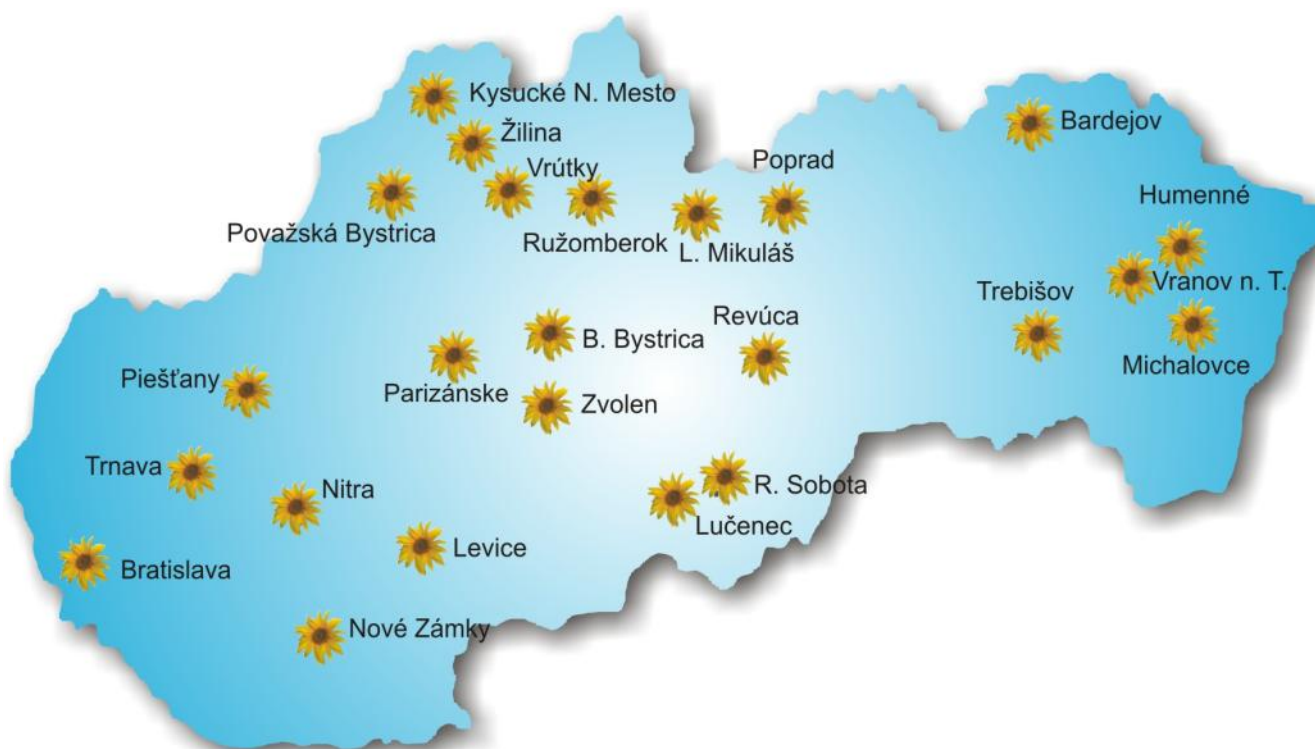 Kysucké N. Mesto
Žilina
Vrútky
Poprad
Bardejov
Humenné
Považská Bystrica
Ružomberok
L. Mikuláš
Vranov n. T.
Trebišov
Revúca
B. Bystrica
Michalovce
Piešťany
Parizánske
Zvolen
Trnava
Nitra
R. Sobota
Lučenec
Levice
Bratislava
Nové Zámky